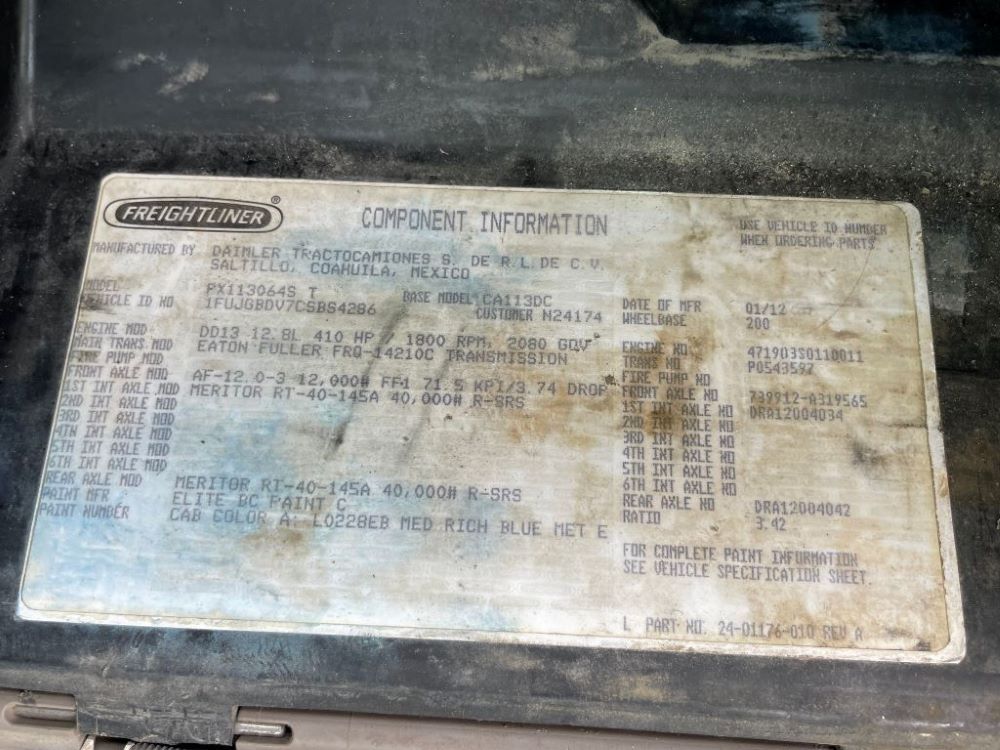 FREIGHTLINER ®
COMPONENT INFORMATION
USE VEHICLE ID NUMBER
WHEN ORDERING PARTS
MANUFACTURED BY DAIMLER TRACTOCAMIONES S. DE R.L.DE C.V.
SALTILLO, COAHUILA, MEXICO
MODEL PX113064S T BASE MODEL CA113DC DATE OF MFR 01/12
VEHICLE ID NO 1FUJGBDV7CSBS4286 CUSTOMER N24174 WHEELBASE 200
ENGINE MOD DD13 12.8L 410 HP / 1800 RPM, 2080 GOV ENGINE NO 471903S0110011
MAIN TRANS MOD EATON FULLER FRO-14210C TRANSMISSION TRANS NO P0543597
FIRE PUMP MOD FIRE PUMP NO
FRONT AXLE MOD AF-12.0-3 12,000# FF1 71.5 KPI/3.74 DROP FRONT AXLE NO 739912-A319565
1ST INT AXLE MOD MERITOR RT-40-145A 40,000# R-SRS 1ST INT AXLE NO DRA12004034
2ND INT AXLE MOD 2ND INT AXLE NO
3RD INT AXLE MOD 3RD INT AXLE NO
4TH INT AXLE MOD 4TH INT AXLE NO
5TH INT AXLE MOD 5TH INT AXLE NO
6TH INT AXLE MOD 6TH INT AXLE NO
REAR AXLE MOD MERITOR RT-40-145A 40,000# R-SRS REAR AXLE NO DRA12004042
PAINT MFR ELITE BC PAINT C RATIO 3.42
PAINT NUMBER CAB COLOR A: L0228EB MED RICH BLUE MET E
FOR COMPLETE PAINT INFORMATION
SEE VEHICLE SPECIFICATION SHEET.
L PART NO. 24-01176-010 REV A